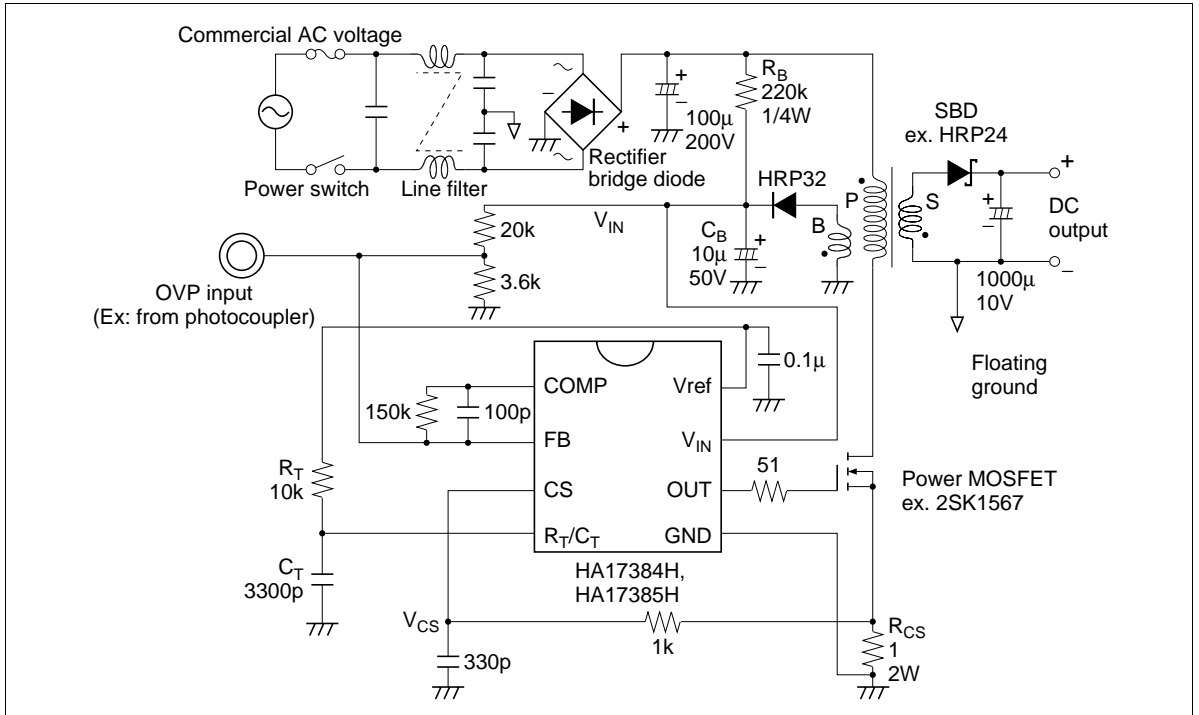 Commercial AC voltage
Power switch
Line filter
Rectifier
bridge diode
100μ
200V
R_B
220k
1/4W
SBD
ex. HRP24
HRP32
P
S
B
DC
output
1000μ
10V
V_IN
C_B
10μ
50V
20k
3.6k
OVP input
(Ex: from photocoupler)
Floating
ground
0.1μ
150k
100p
COMP
FB
CS
R_T/C_T
Vref
V_IN
OUT
GND
51
Power MOSFET
ex. 2SK1567
R_T
10k
C_T
3300p
HA17384H,
HA17385H
V_CS
330p
1k
R_CS
1
2W